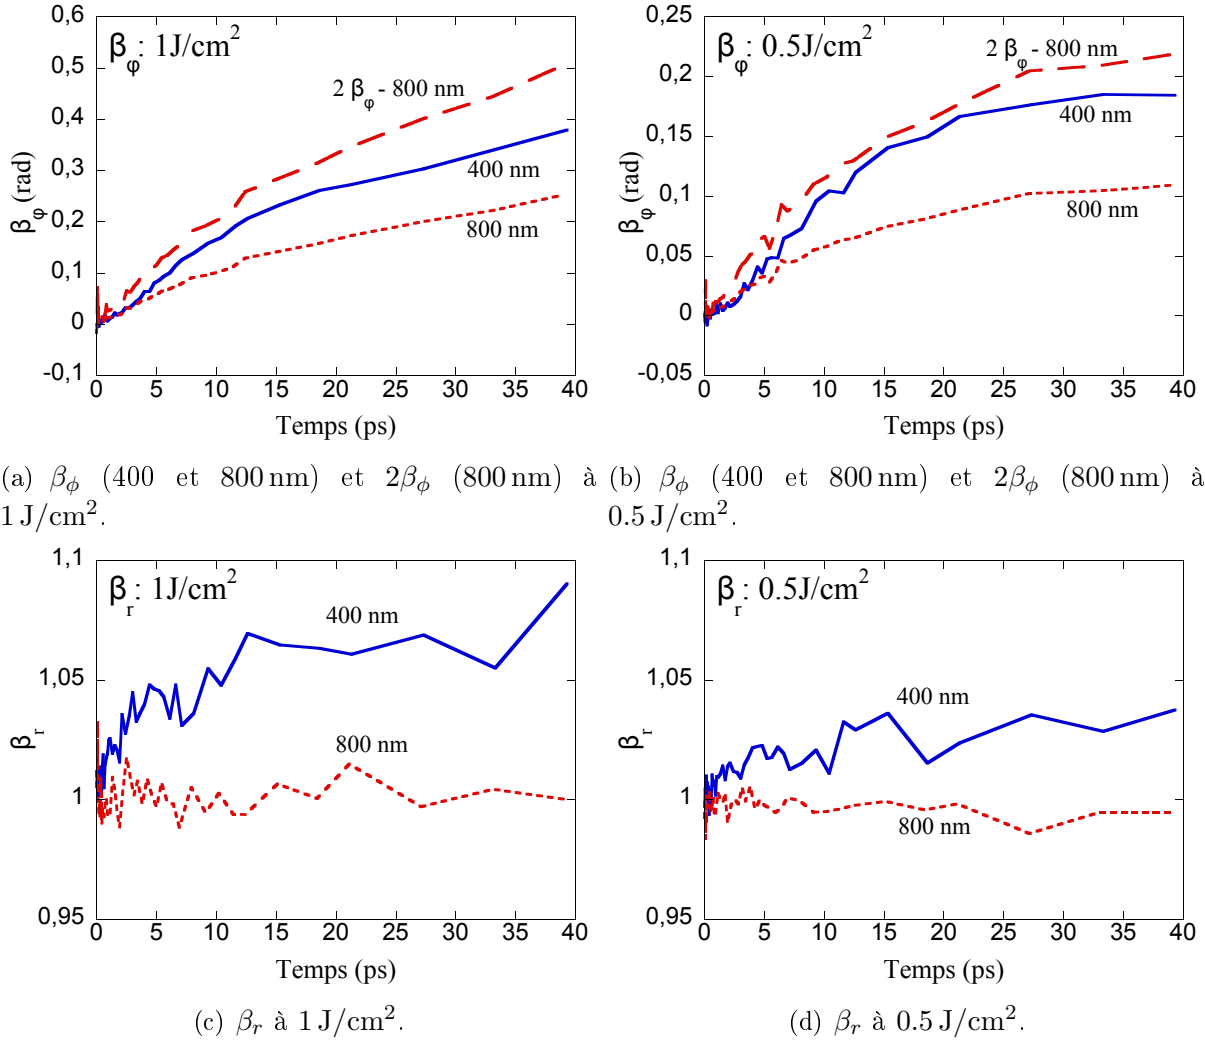 βφ: 1J/cm²
0,6
0,5
0,4
0,3
0,2
0,1
0
-0,1
βφ (rad)
2 βφ - 800 nm
400 nm
800 nm
0 5 10 15 20 25 30 35 40
Temps (ps)
βφ: 0.5J/cm²
0,25
0,2
0,15
0,1
0,05
0
-0,05
βφ (rad)
2 βφ - 800 nm
400 nm
800 nm
0 5 10 15 20 25 30 35 40
Temps (ps)
(a) βϕ (400 et 800 nm) et 2βϕ (800 nm) à
1 J/cm².
(b) βϕ (400 et 800 nm) et 2βϕ (800 nm) à
0.5 J/cm².
βr: 1J/cm²
1,1
1,05
1
0,95
βr
400 nm
800 nm
0 5 10 15 20 25 30 35 40
Temps (ps)
βr: 0.5J/cm²
1,1
1,05
1
0,95
βr
400 nm
800 nm
0 5 10 15 20 25 30 35 40
Temps (ps)
(c) βr à 1 J/cm².
(d) βr à 0.5 J/cm².